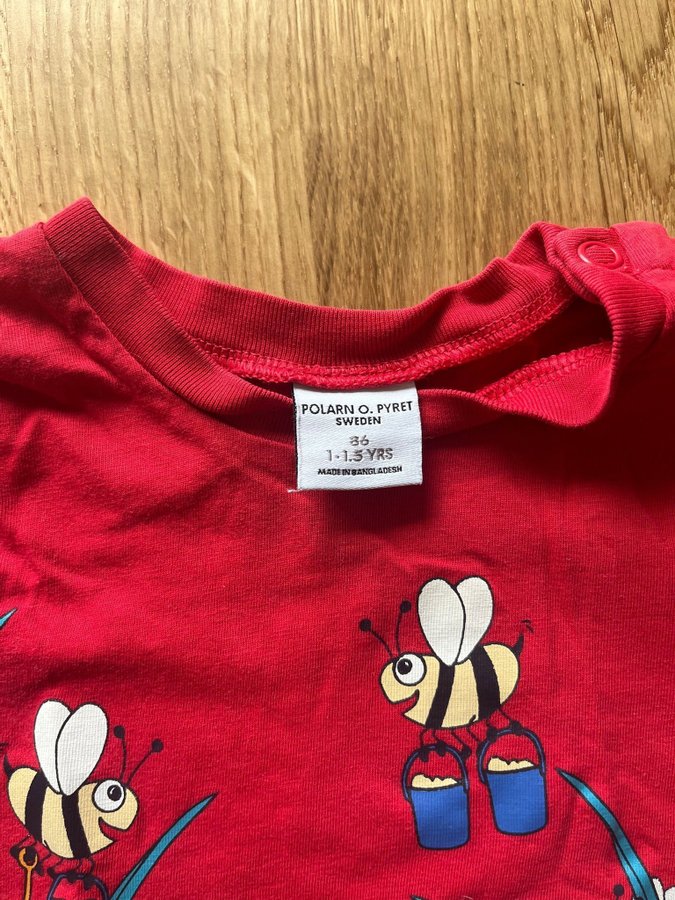 POLARN O. PYRET
SWEDEN
86
1-1.5 YRS
MADE IN BANGLADESH